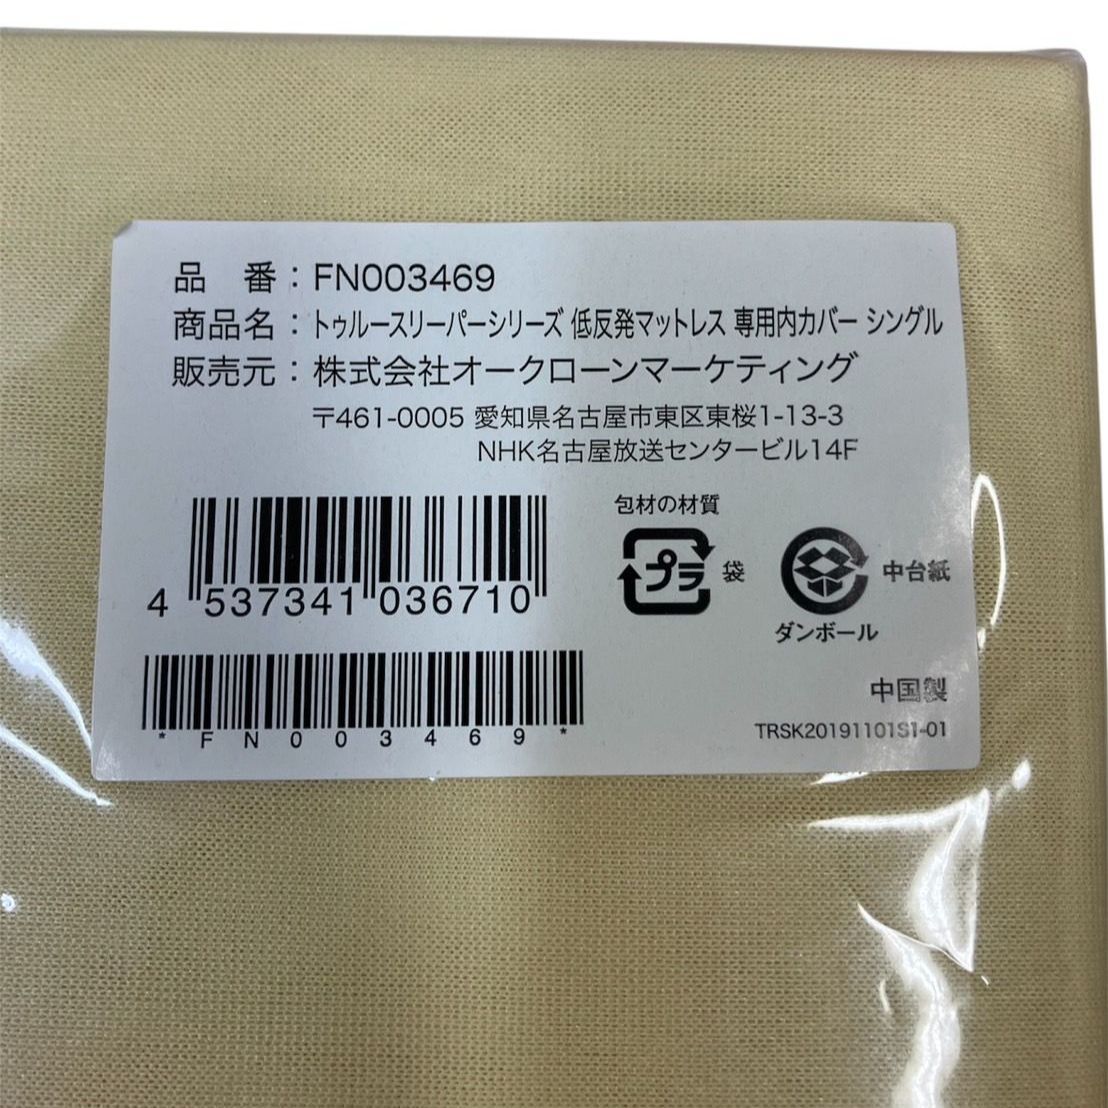 品　番：FN003469
商品名：トゥルースリーパーシリーズ 低反発マットレス 専用内カバー シングル
販売元：株式会社オークローンマーケティング
〒461-0005 愛知県名古屋市東区東桜1-13-3
NHK名古屋放送センタービル14F
包材の材質
プラ 袋
中台紙
ダンボール
4 537341 036710
*FN003469*
中国製
TRSK20191101S1-01